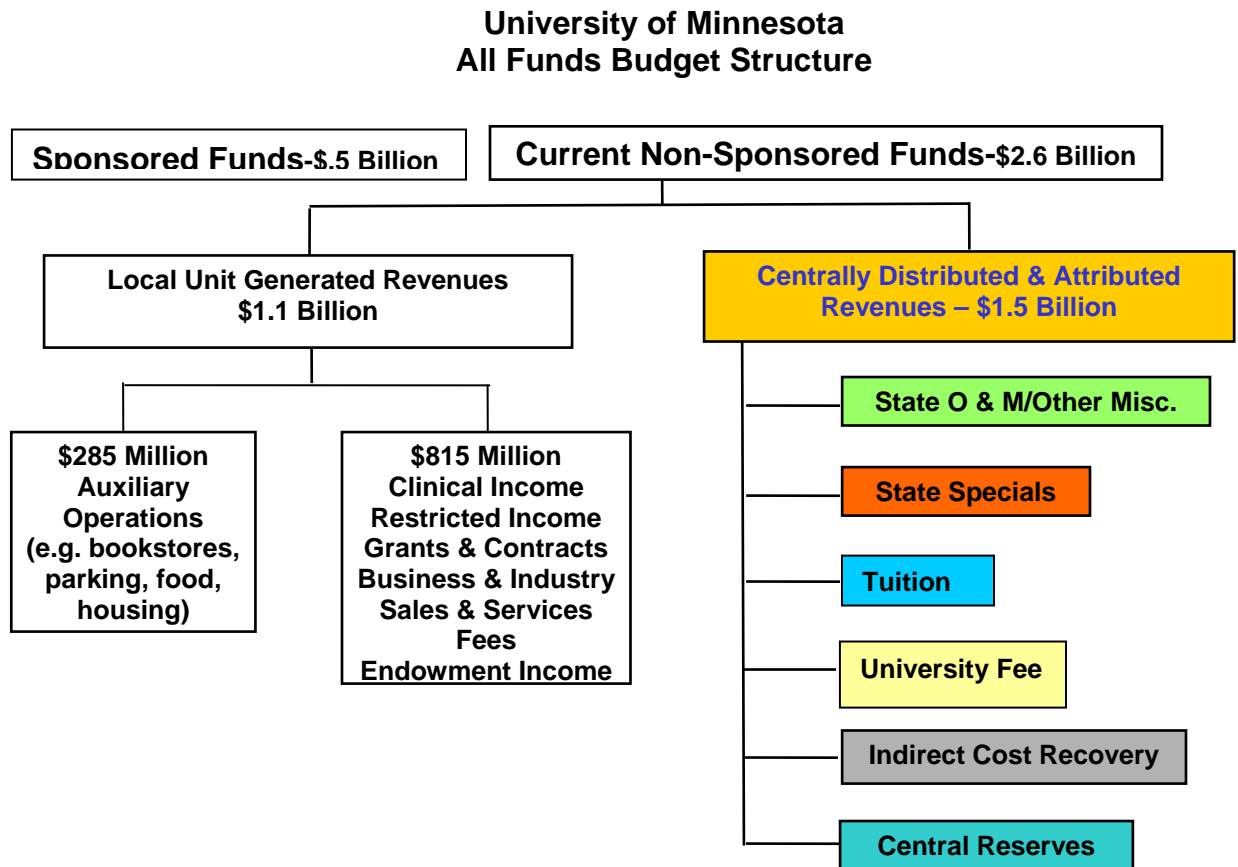 University of Minnesota
All Funds Budget Structure
Sponsored Funds-$.5 Billion
Current Non-Sponsored Funds-$2.6 Billion
Local Unit Generated Revenues
$1.1 Billion
Centrally Distributed & Attributed
Revenues – $1.5 Billion
$285 Million
Auxiliary
Operations
(e.g. bookstores,
parking, food,
housing)
$815 Million
Clinical Income
Restricted Income
Grants & Contracts
Business & Industry
Sales & Services
Fees
Endowment Income
State O & M/Other Misc.
State Specials
Tuition
University Fee
Indirect Cost Recovery
Central Reserves